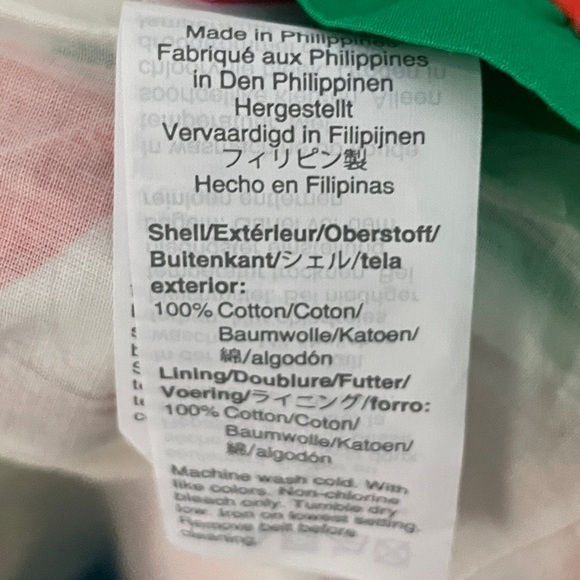 Made in Philippines
Fabriqué aux Philippines
in Den Philippinen
Hergestellt
Vervaardigd in Filipijnen
フィリピン製
Hecho en Filipinas
Shell/Extérieur/Oberstoff/
Buitenkant/シェル/tela
exterior:
100% Cotton/Coton/
Baumwolle/Katoen/
綿/algodón
Lining/Doublure/Futter/
Voering/ライニング/forro:
100% Cotton/Coton/
Baumwolle/Katoen/
綿/algodón
Machine wash cold. With
like colors. Non-chlorine
bleach only. Tumble dry
low. Iron on lowest setting.
Remove belt before
cleaning.